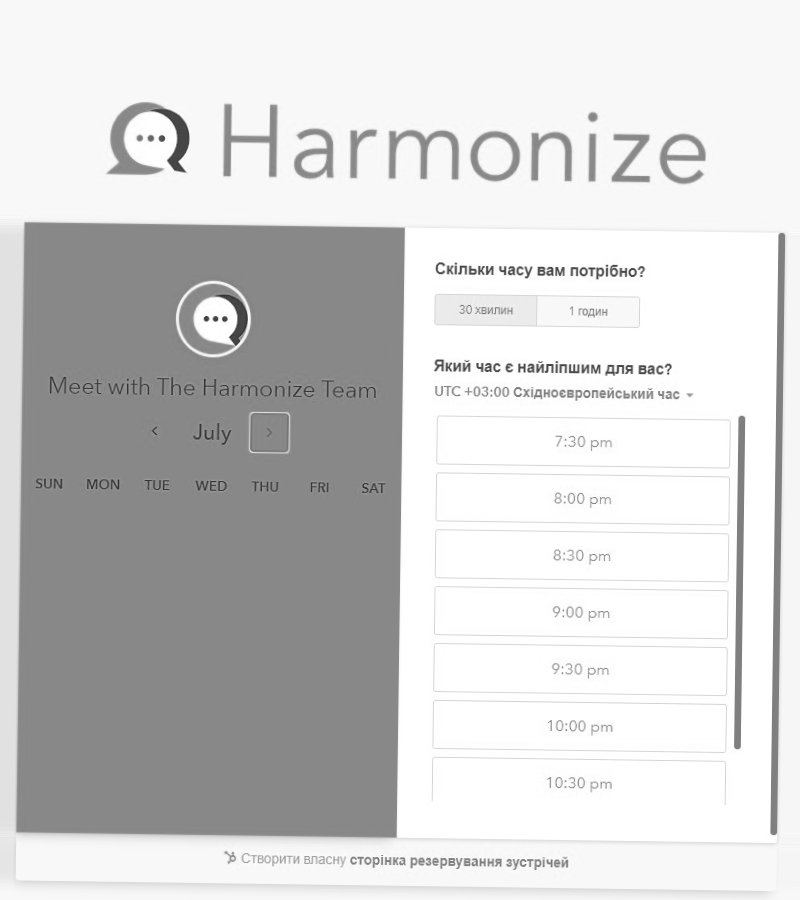 Harmonize
Meet with The Harmonize Team
July
SUN MON TUE WED THU FRI SAT
Скільки часу вам потрібно?
30 хвилин 1 годин
Який час є найліпшим для вас?
UTC +03:00 Східноєвропейський час
7:30 pm
8:00 pm
8:30 pm
9:00 pm
9:30 pm
10:00 pm
10:30 pm
Створити власну сторінка резервування зустрічей